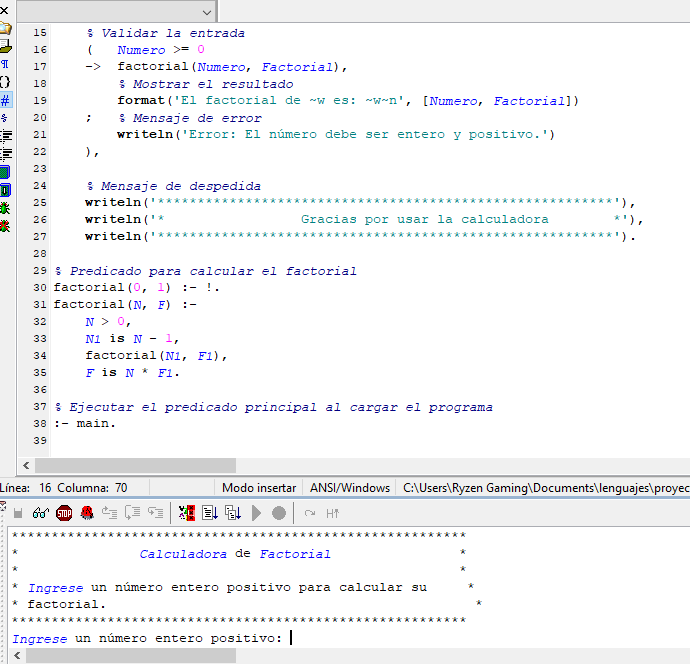 15 % Validar la entrada
16 (   Numero >= 0
17 ->  factorial(Numero, Factorial),
18 % Mostrar el resultado
19 format('El factorial de ~w es: ~w~n', [Numero, Factorial])
20 ;   % Mensaje de error
21 writeln('Error: El número debe ser entero y positivo.')
22 ),
23
24 % Mensaje de despedida
25 writeln('*********************************************************'),
26 writeln('*                 Gracias por usar la calculadora        *'),
27 writeln('*********************************************************').
28
29 % Predicado para calcular el factorial
30 factorial(0, 1) :- !.
31 factorial(N, F) :-
32 N > 0,
33 N1 is N - 1,
34 factorial(N1, F1),
35 F is N * F1.
36
37 % Ejecutar el predicado principal al cargar el programa
38 :- main.
39
Línea: 16 Columna: 70 Modo insertar ANSI/Windows C:\Users\Ryzen Gaming\Documents\lenguajes\proyec
*********************************************************
*               Calculadora de Factorial                *
*                                                       *
* Ingrese un número entero positivo para calcular su     *
* factorial.                                              *
*********************************************************
Ingrese un número entero positivo: